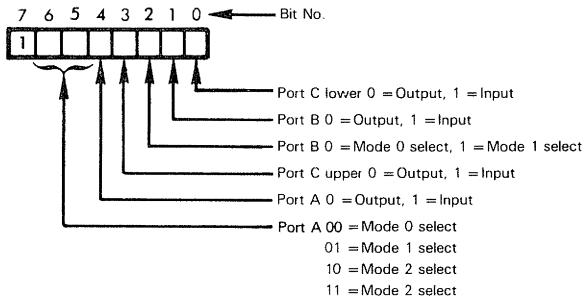 7 6 5 4 3 2 1 0 Bit No.
1
Port C lower 0 = Output, 1 = Input
Port B 0 = Output, 1 = Input
Port B 0 = Mode 0 select, 1 = Mode 1 select
Port C upper 0 = Output, 1 = Input
Port A 0 = Output, 1 = Input
Port A 00 = Mode 0 select
01 = Mode 1 select
10 = Mode 2 select
11 = Mode 2 select